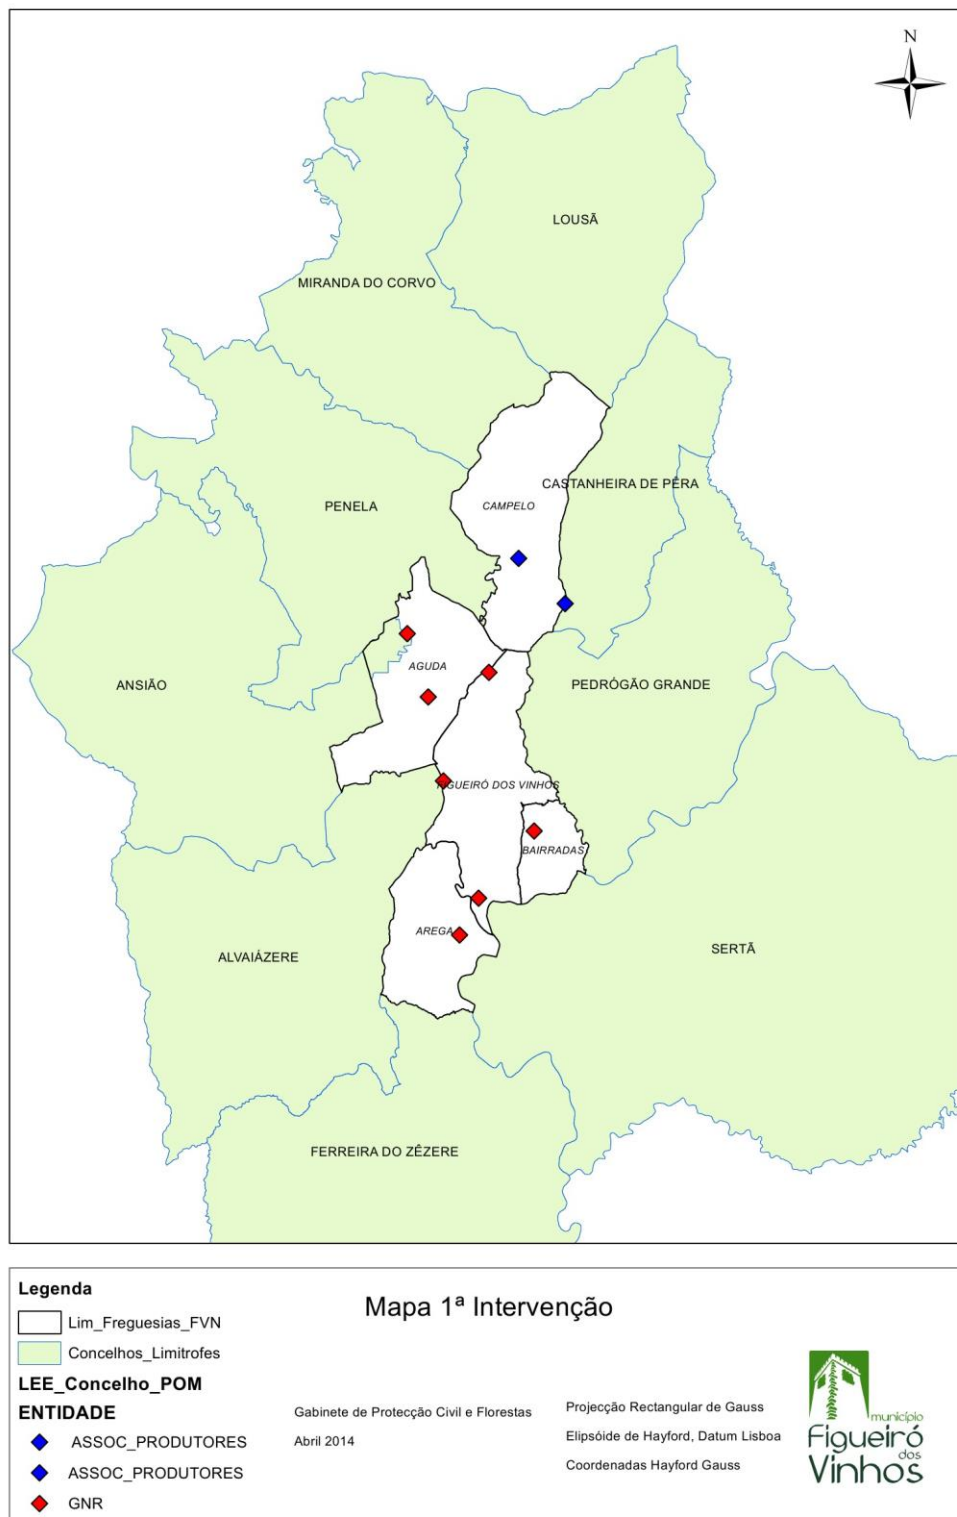 N
LOUSÃ
MIRANDA DO CORVO
CASTANHEIRA DE PÊRA
PENELA
CAMPELO
AGUDA
ANSIÃO
PEDRÓGÃO GRANDE
FIGUEIRÓ DOS VINHOS
BAIRRADAS
AREGA
SERTÃ
ALVAIÁZERE
FERREIRA DO ZÊZERE
Legenda
Mapa 1ª Intervenção
Lim_Freguesias_FVN
Concelhos_Limitrofes
LEE_Concelho_POM
ENTIDADE
ASSOC_PRODUTORES
ASSOC_PRODUTORES
GNR
Gabinete de Protecção Civil e Florestas
Abril 2014
Projecção Rectangular de Gauss
Elipsóide de Hayford, Datum Lisboa
Coordenadas Hayford Gauss
município
Figueiró
dos
Vinhos